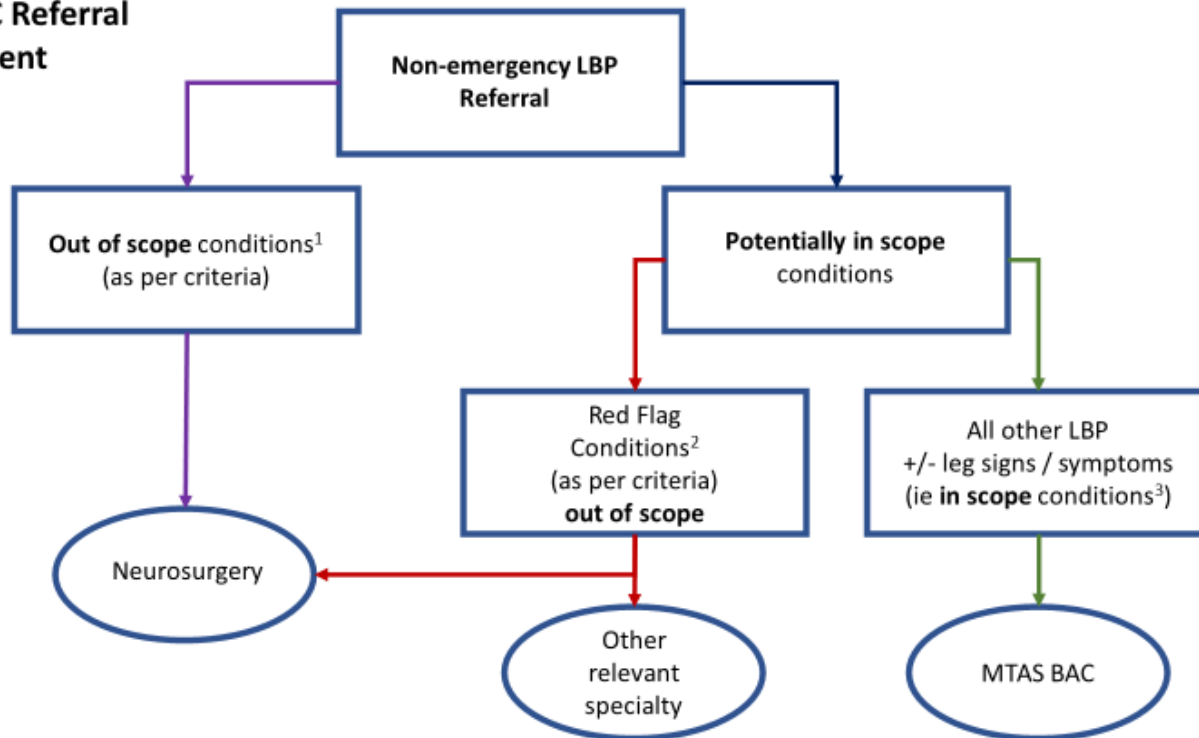 Referral
Non-emergency LBP
Referral
Out of scope conditions¹
(as per criteria)
Potentially in scope
conditions
Red Flag
Conditions²
(as per criteria)
out of scope
All other LBP
+/- leg signs / symptoms
(ie in scope conditions³)
Neurosurgery
Other
relevant
specialty
MTAS BAC